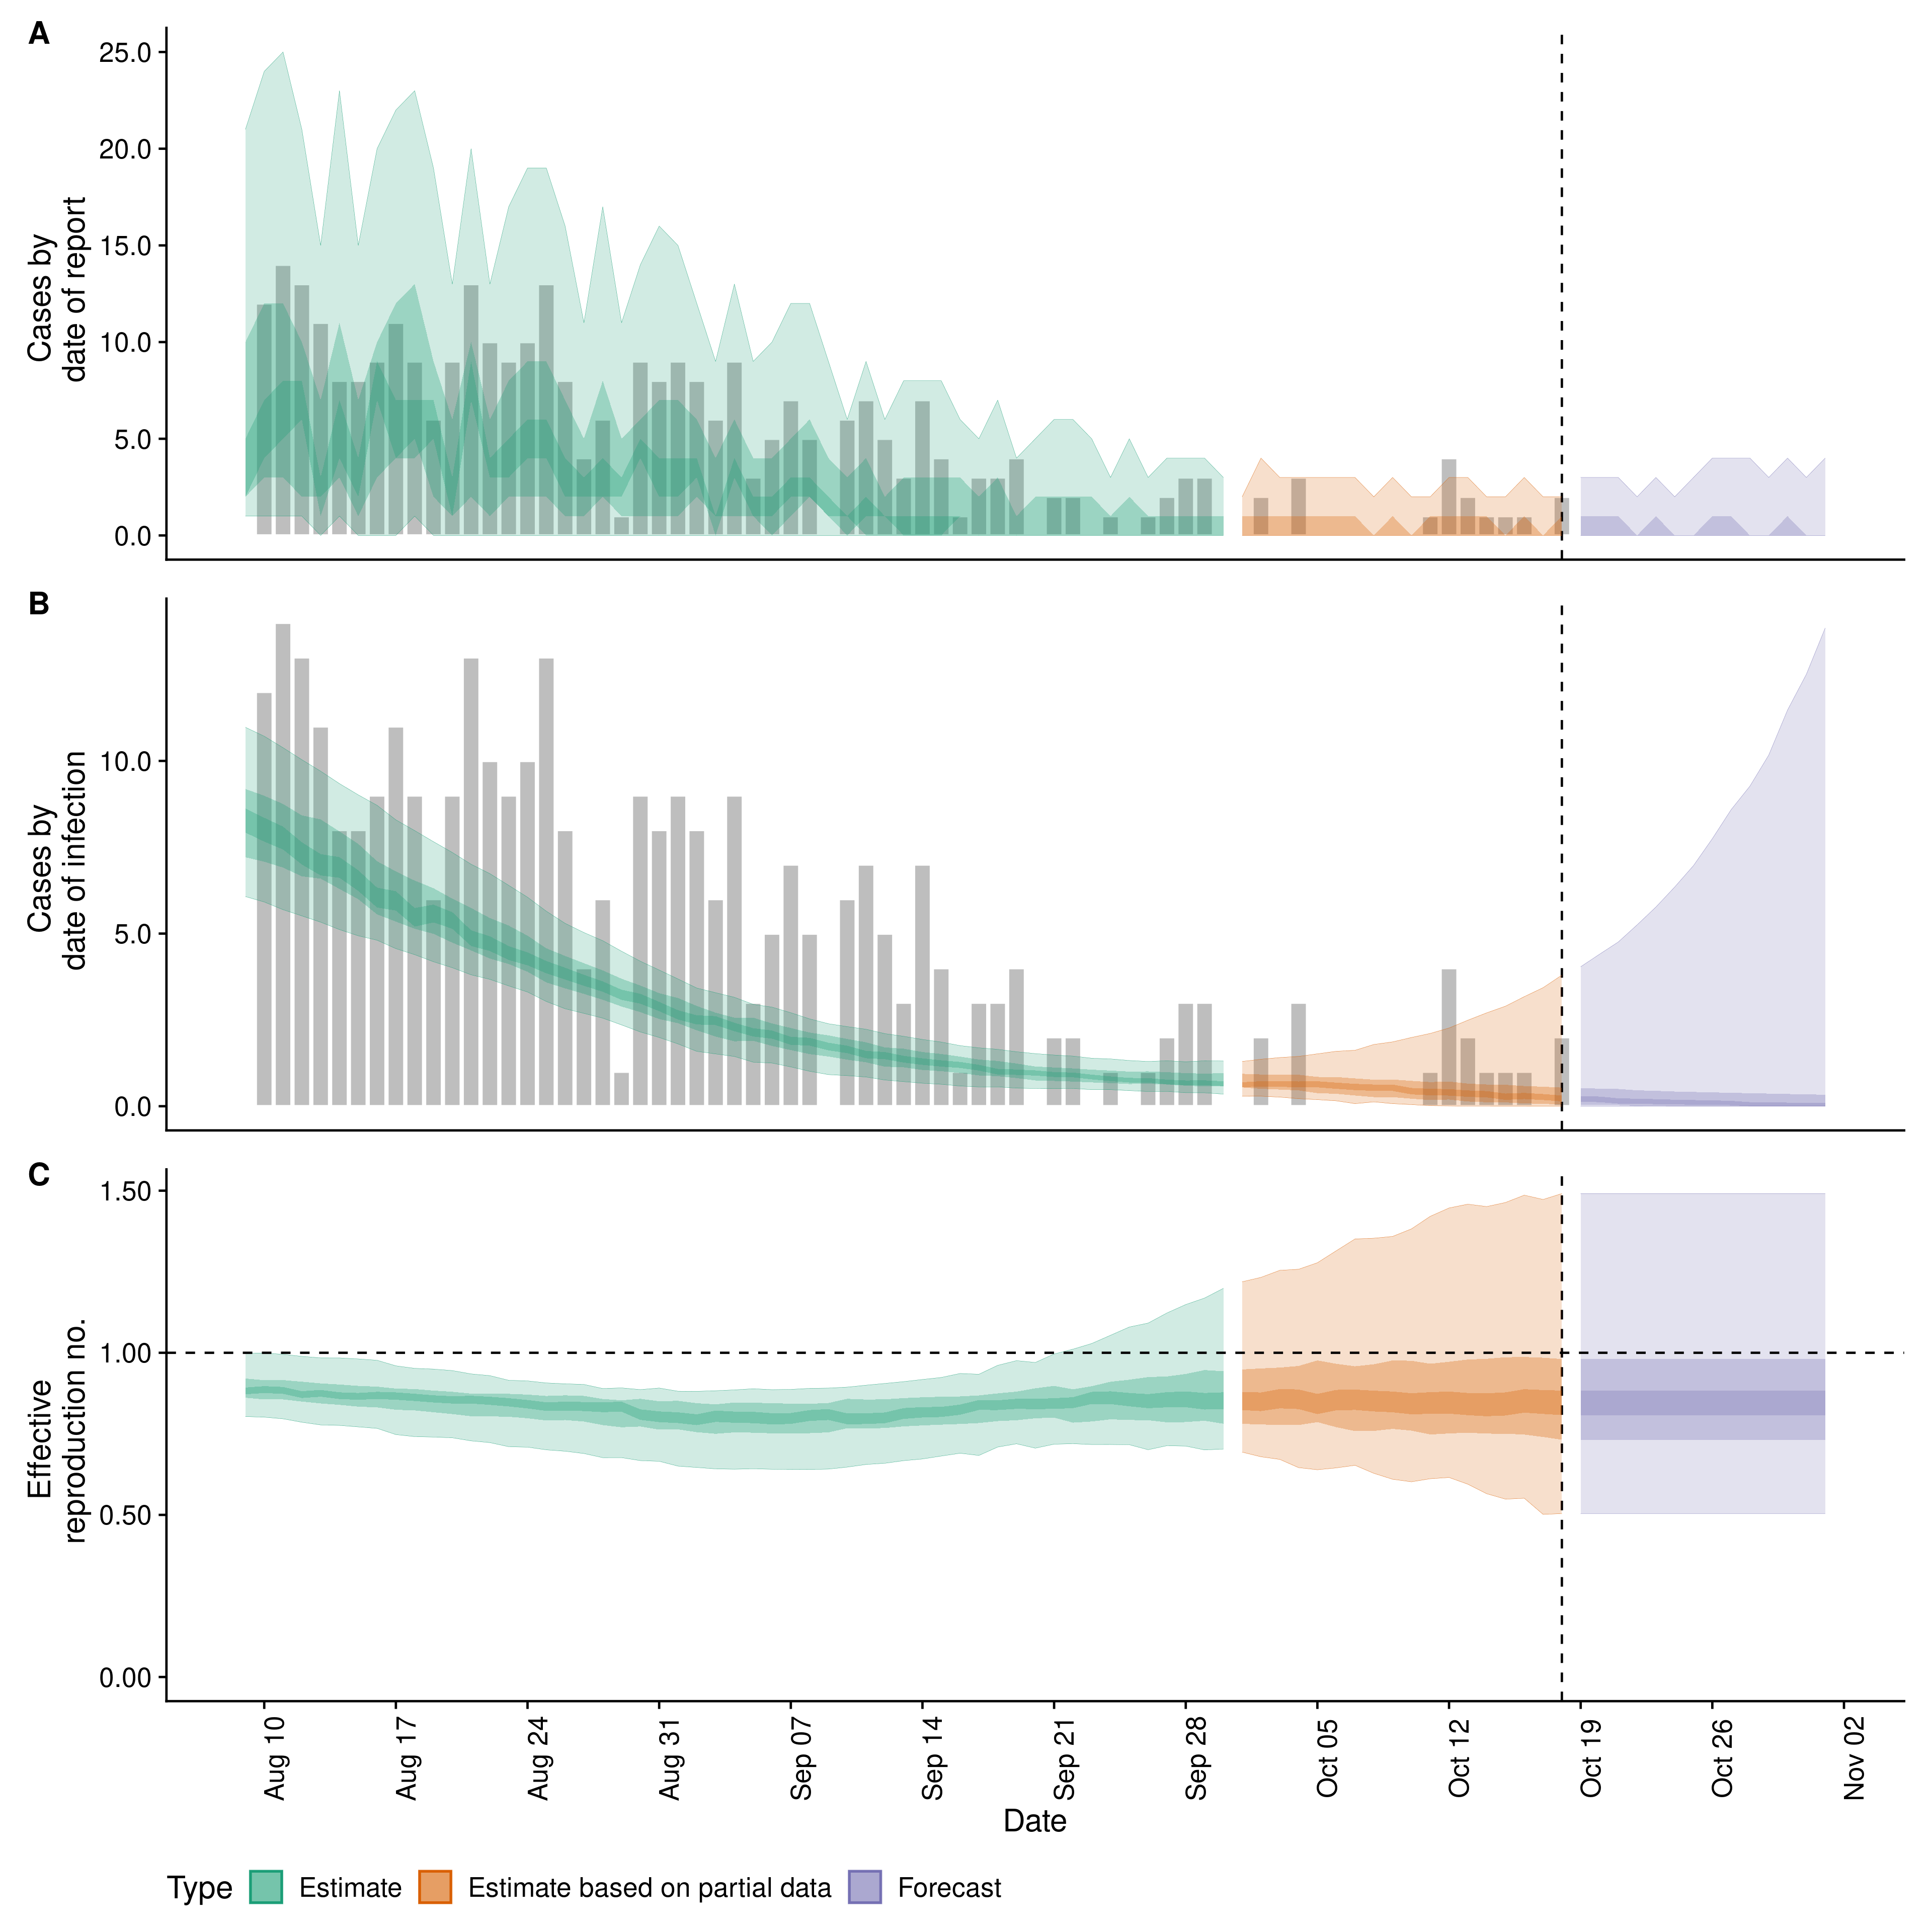 A
Cases by
date of report
25.0
20.0
15.0
10.0
5.0
0.0
B
Cases by
date of infection
10.0
5.0
0.0
C
Effective
reproduction no.
1.50
1.00
0.50
0.00
Aug 10
Aug 17
Aug 24
Aug 31
Sep 07
Sep 14
Sep 21
Sep 28
Oct 05
Oct 12
Oct 19
Oct 26
Nov 02
Date
Type Estimate Estimate based on partial data Forecast